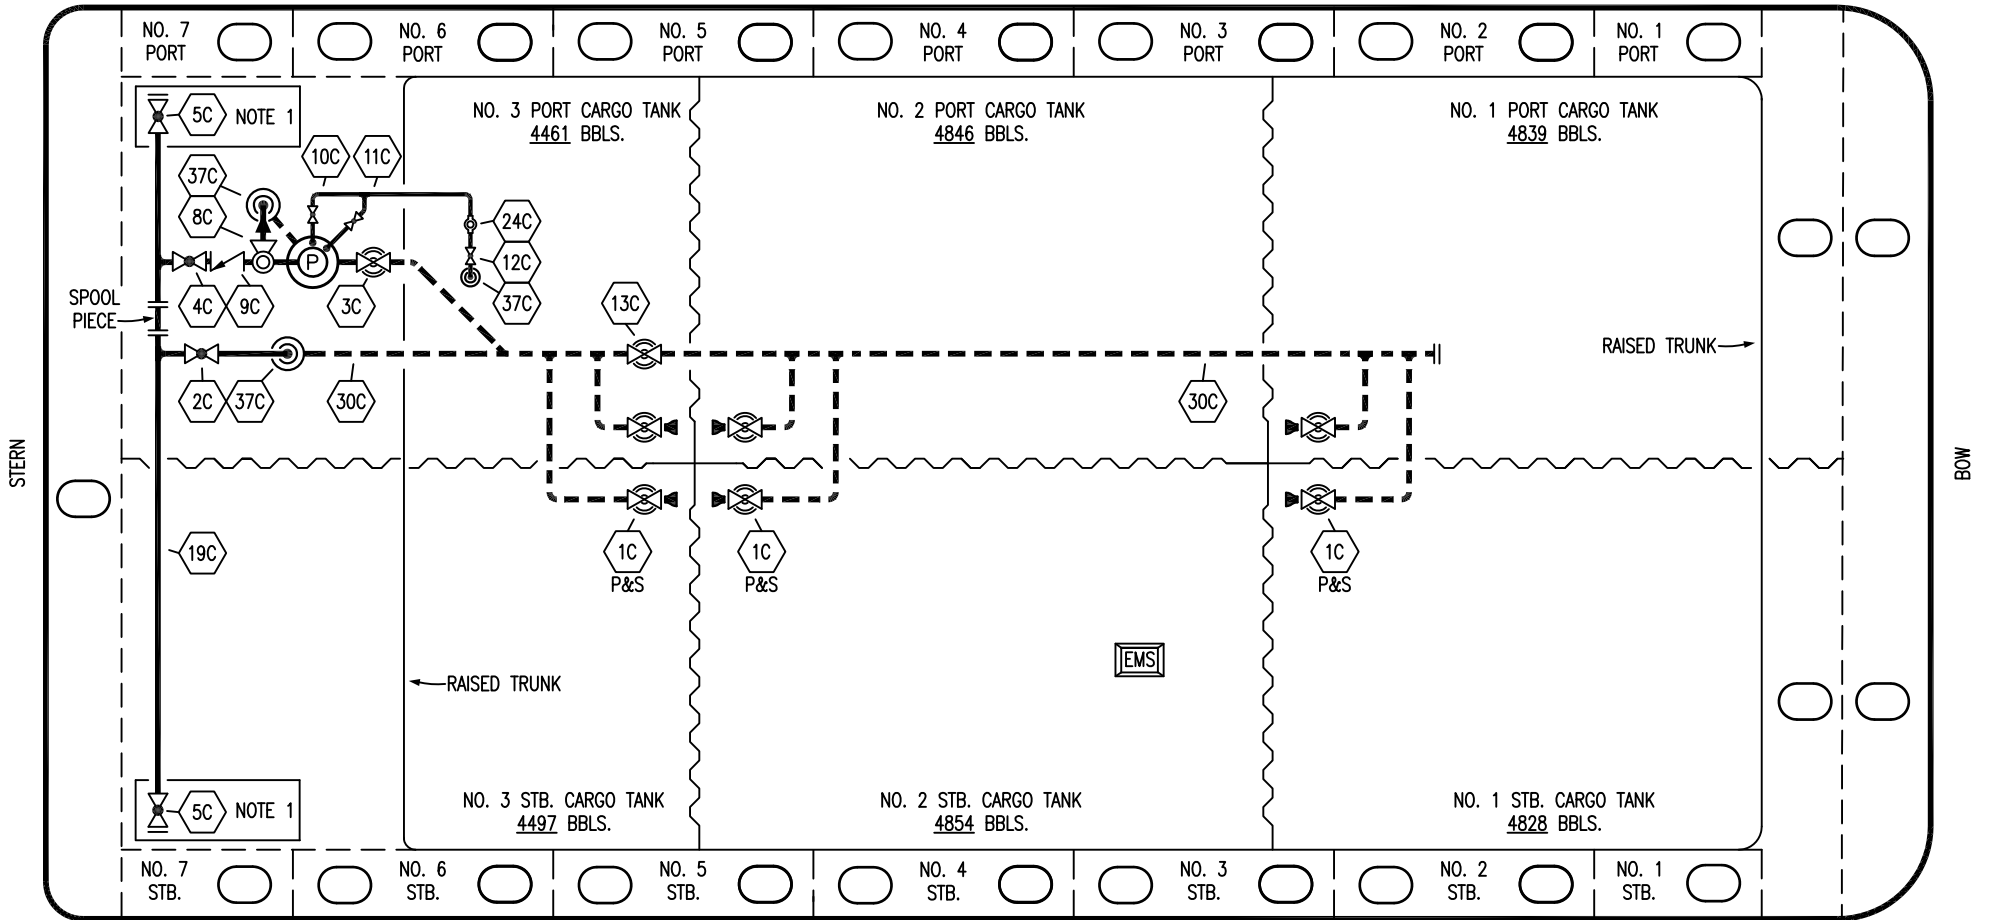 NO. 7
PORT
NO. 6
PORT
NO. 5
PORT
NO. 4
PORT
NO. 3
PORT
NO. 2
PORT
NO. 1
PORT
5C NOTE 1
NO. 3 PORT CARGO TANK
4461 BBLS.
NO. 2 PORT CARGO TANK
4846 BBLS.
NO. 1 PORT CARGO TANK
4839 BBLS.
10C
11C
37C
8C
24C
12C
37C
P
4C
9C
3C
13C
SPOOL
PIECE
RAISED TRUNK
2C
37C
30C
30C
STERN
BOW
19C
1C
P&S
1C
P&S
1C
P&S
EMS
RAISED TRUNK
5C NOTE 1
NO. 3 STB. CARGO TANK
4497 BBLS.
NO. 2 STB. CARGO TANK
4854 BBLS.
NO. 1 STB. CARGO TANK
4828 BBLS.
NO. 7
STB.
NO. 6
STB.
NO. 5
STB.
NO. 4
STB.
NO. 3
STB.
NO. 2
STB.
NO. 1
STB.